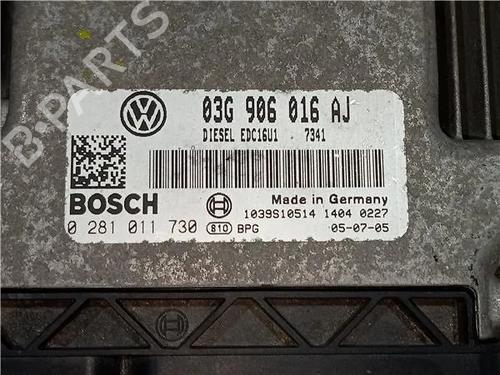 B-PARTS
03G 906 016 AJ
DIESEL EDC16U1 7341
BOSCH
Made in Germany
1039S10514 1404 0227
0 281 011 730 810 BPG 05-07-05